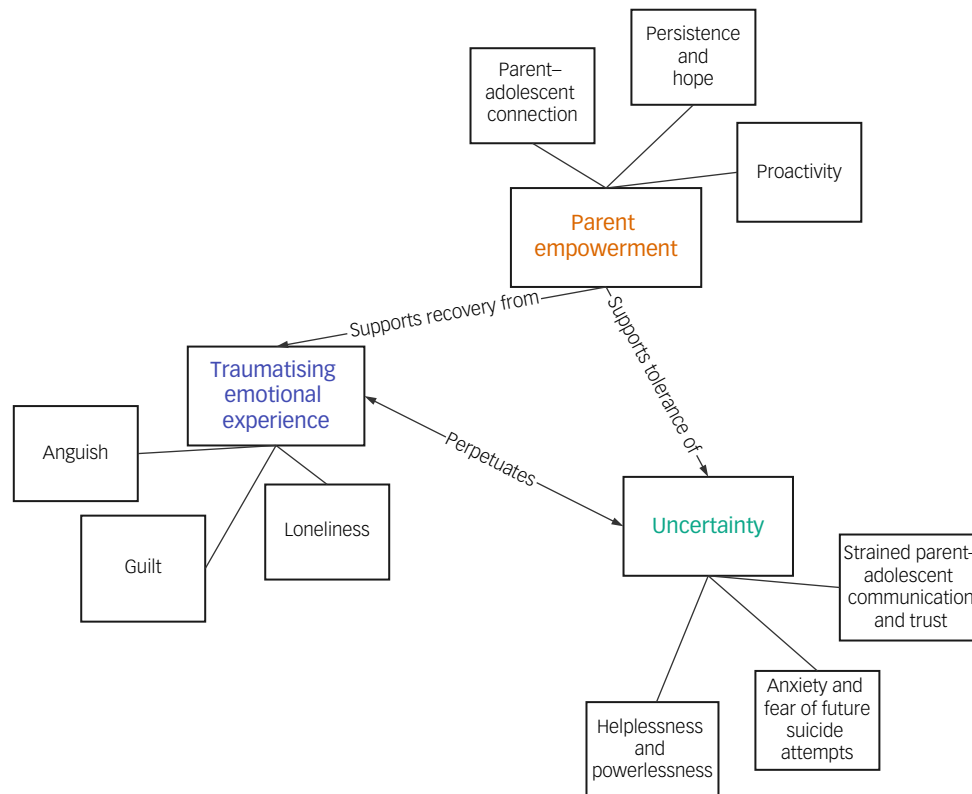 Persistence
and
hope
Parent–
adolescent
connection
Proactivity
Parent
empowerment
Supports recovery from
Supports tolerance of
Traumatising
emotional
experience
Perpetuates
Anguish
Loneliness
Guilt
Uncertainty
Strained parent–
adolescent
communication
and trust
Anxiety and
fear of future
suicide
attempts
Helplessness
and
powerlessness